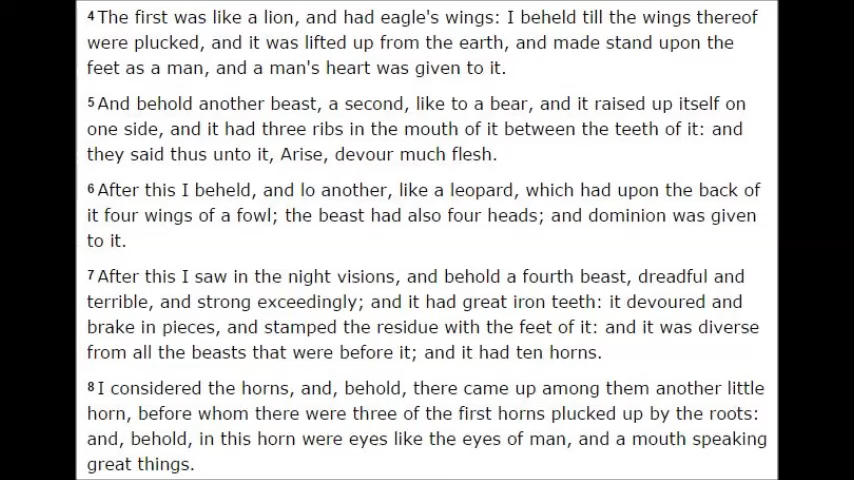 4 The first was like a lion, and had eagle's wings: I beheld till the wings thereof
were plucked, and it was lifted up from the earth, and made stand upon the
feet as a man, and a man's heart was given to it.
5 And behold another beast, a second, like to a bear, and it raised up itself on
one side, and it had three ribs in the mouth of it between the teeth of it: and
they said thus unto it, Arise, devour much flesh.
6 After this I beheld, and lo another, like a leopard, which had upon the back of
it four wings of a fowl; the beast had also four heads; and dominion was given
to it.
7 After this I saw in the night visions, and behold a fourth beast, dreadful and
terrible, and strong exceedingly; and it had great iron teeth: it devoured and
brake in pieces, and stamped the residue with the feet of it: and it was diverse
from all the beasts that were before it; and it had ten horns.
8 I considered the horns, and, behold, there came up among them another little
horn, before whom there were three of the first horns plucked up by the roots:
and, behold, in this horn were eyes like the eyes of man, and a mouth speaking
great things.